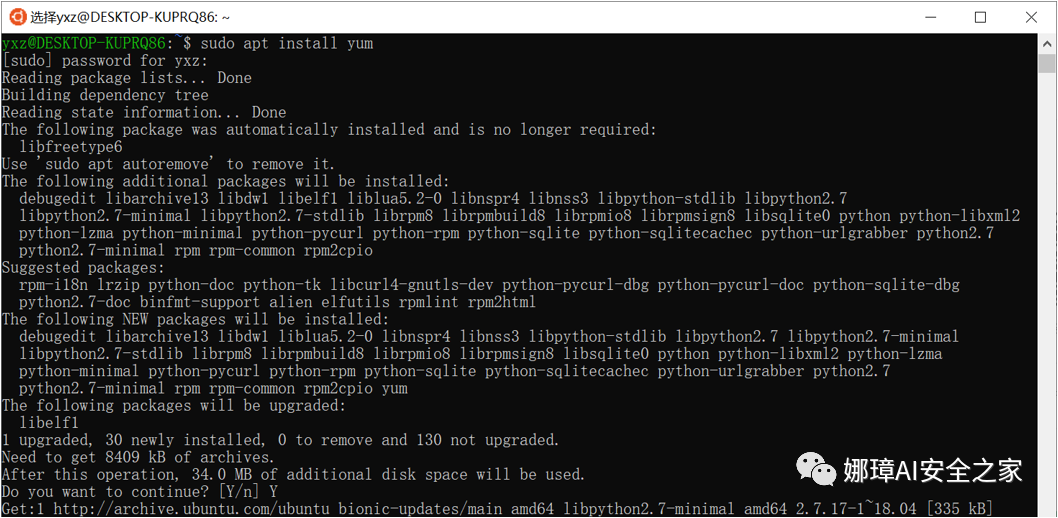 选择yxz@DESKTOP-KUPRQ86: ~
yxz@DESKTOP-KUPRQ86:~$ sudo apt install yum
[sudo] password for yxz:
Reading package lists... Done
Building dependency tree
Reading state information... Done
The following package was automatically installed and is no longer required:
libfreetype6
Use 'sudo apt autoremove' to remove it.
The following additional packages will be installed:
debugedit libarchive13 libdw1 libelf1 liblua5.2-0 libnspr4 libnss3 libpython-stdlib libpython2.7
libpython2.7-minimal libpython2.7-stdlib librpm8 librpmbuild8 librpmio8 librpmsign8 libsqlite0 python python-libxml2
python-lzma python-minimal python-pycurl python-rpm python-sqlite python-sqlitecachec python-urlgrabber python2.7
python2.7-minimal rpm rpm-common rpm2cpio
Suggested packages:
rpm-i18n lrzip python-doc python-tk libcurl4-gnutls-dev python-pycurl-dbg python-pycurl-doc python-sqlite-dbg
python2.7-doc binfmt-support alien elfutils rpmlint rpm2html
The following NEW packages will be installed:
debugedit libarchive13 libdw1 liblua5.2-0 libnspr4 libnss3 libpython-stdlib libpython2.7 libpython2.7-minimal
libpython2.7-stdlib librpm8 librpmbuild8 librpmio8 librpmsign8 libsqlite0 python python-libxml2 python-lzma
python-minimal python-pycurl python-rpm python-sqlite python-sqlitecachec python-urlgrabber python2.7
python2.7-minimal rpm rpm-common rpm2cpio yum
The following packages will be upgraded:
libelf1
1 upgraded, 30 newly installed, 0 to remove and 130 not upgraded.
Need to get 8409 kB of archives.
After this operation, 34.0 MB of additional disk space will be used.
Do you want to continue? [Y/n] Y
Get:1 http://archive.ubuntu.com/ubuntu bionic-updates/main amd64 libpython2.7-minimal amd64 2.7.17-1~18.04 [335 kB]
娜璋AI安全之家